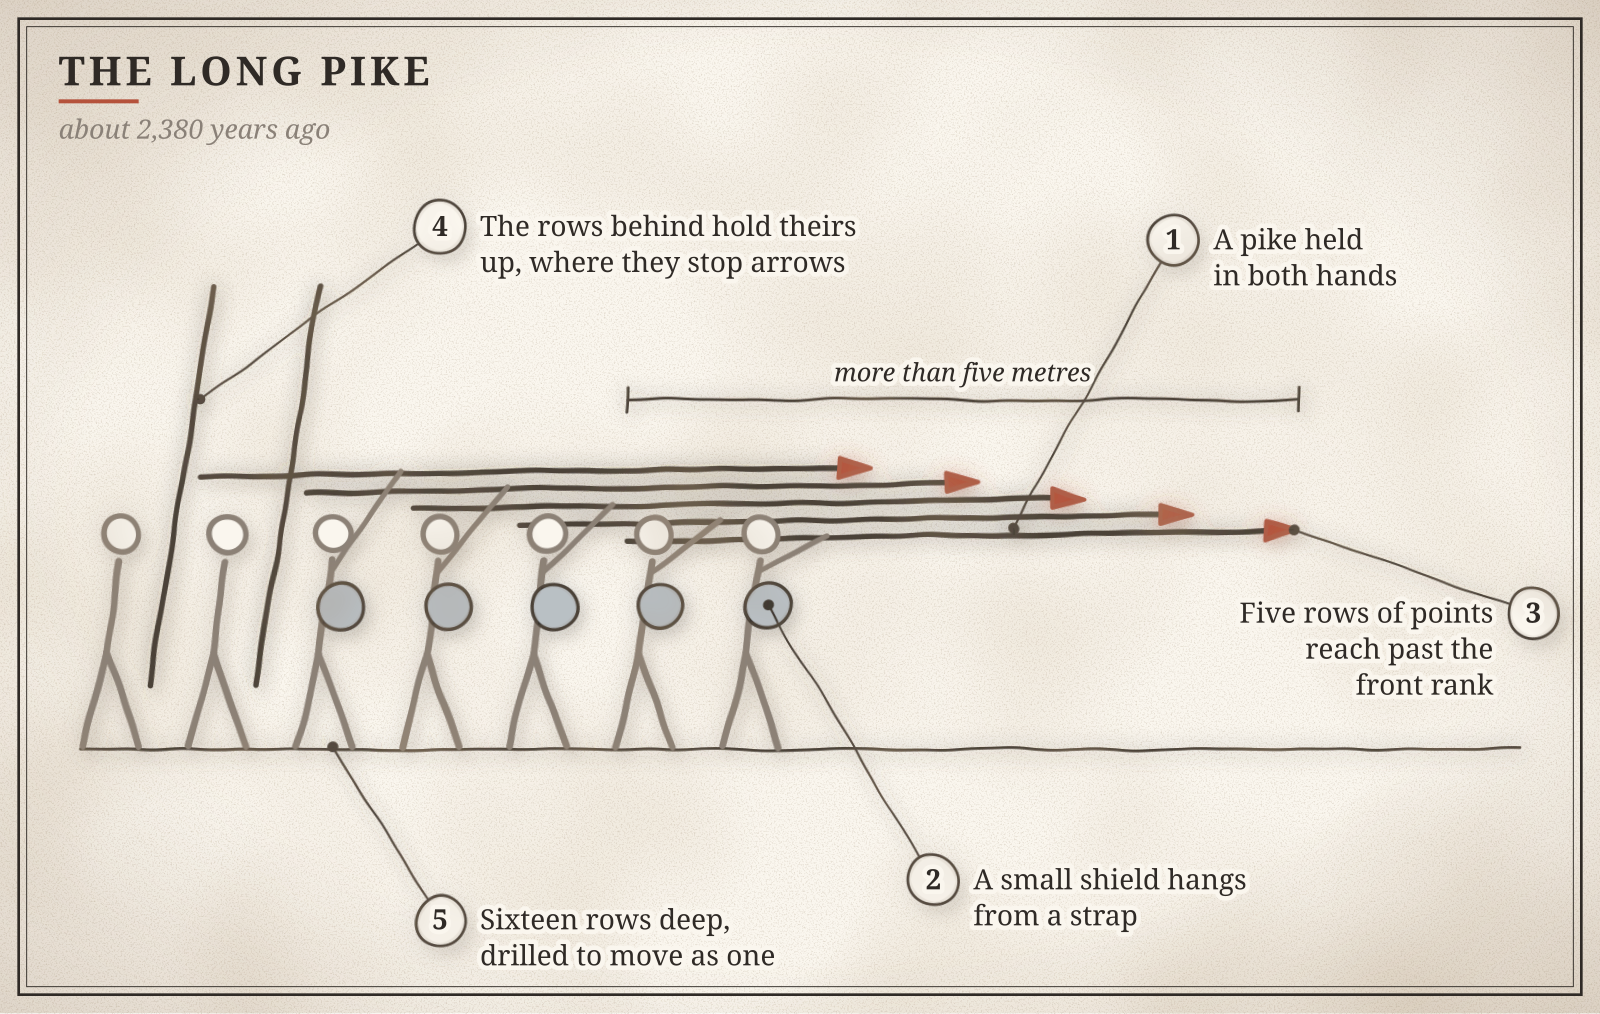 THE LONG PIKE
about 2,380 years ago
4
The rows behind hold theirs
up, where they stop arrows
1
A pike held
in both hands
more than five metres
3
Five rows of points
reach past the
front rank
2
A small shield hangs
from a strap
5
Sixteen rows deep,
drilled to move as one